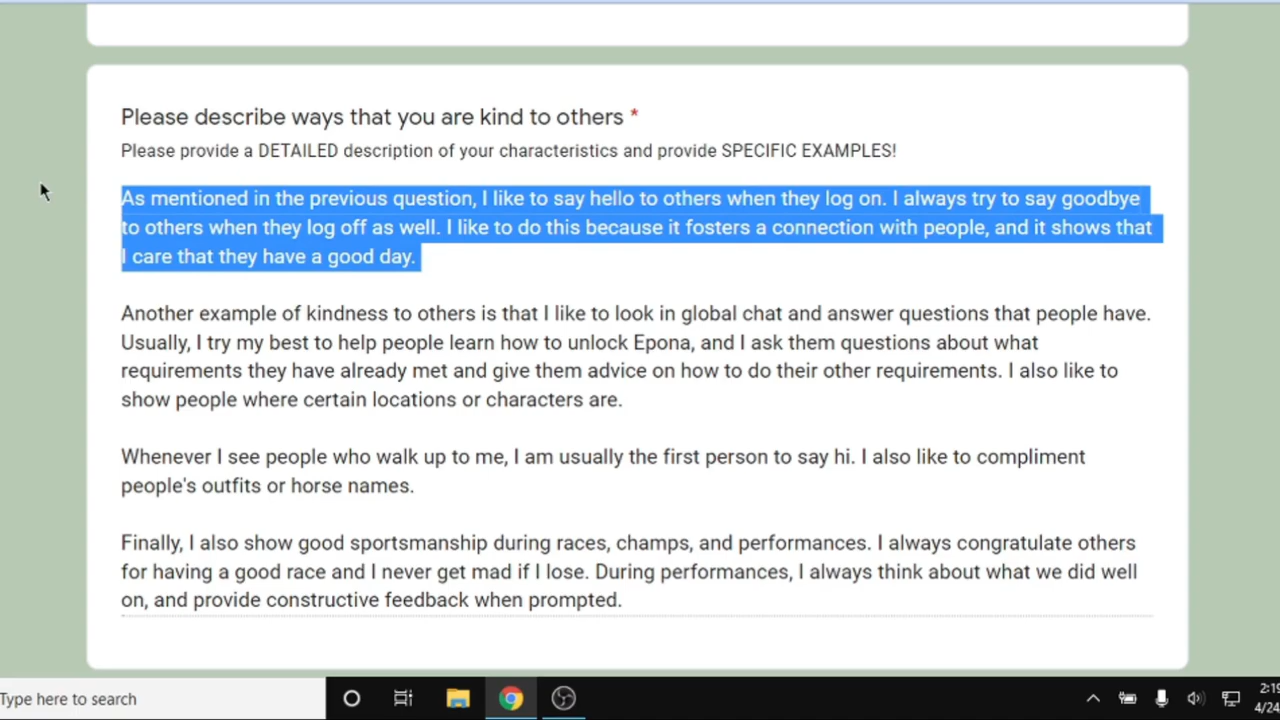 Please describe ways that you are kind to others *
Please provide a DETAILED description of your characteristics and provide SPECIFIC EXAMPLES!
As mentioned in the previous question, I like to say hello to others when they log on. I always try to say goodbye
to others when they log off as well. I like to do this because it fosters a connection with people, and it shows that
I care that they have a good day.
Another example of kindness to others is that I like to look in global chat and answer questions that people have.
Usually, I try my best to help people learn how to unlock Epona, and I ask them questions about what
requirements they have already met and give them advice on how to do their other requirements. I also like to
show people where certain locations or characters are.
Whenever I see people who walk up to me, I am usually the first person to say hi. I also like to compliment
people's outfits or horse names.
Finally, I also show good sportsmanship during races, champs, and performances. I always congratulate others
for having a good race and I never get mad if I lose. During performances, I always think about what we did well
on, and provide constructive feedback when prompted.
Type here to search
2:19
4/24